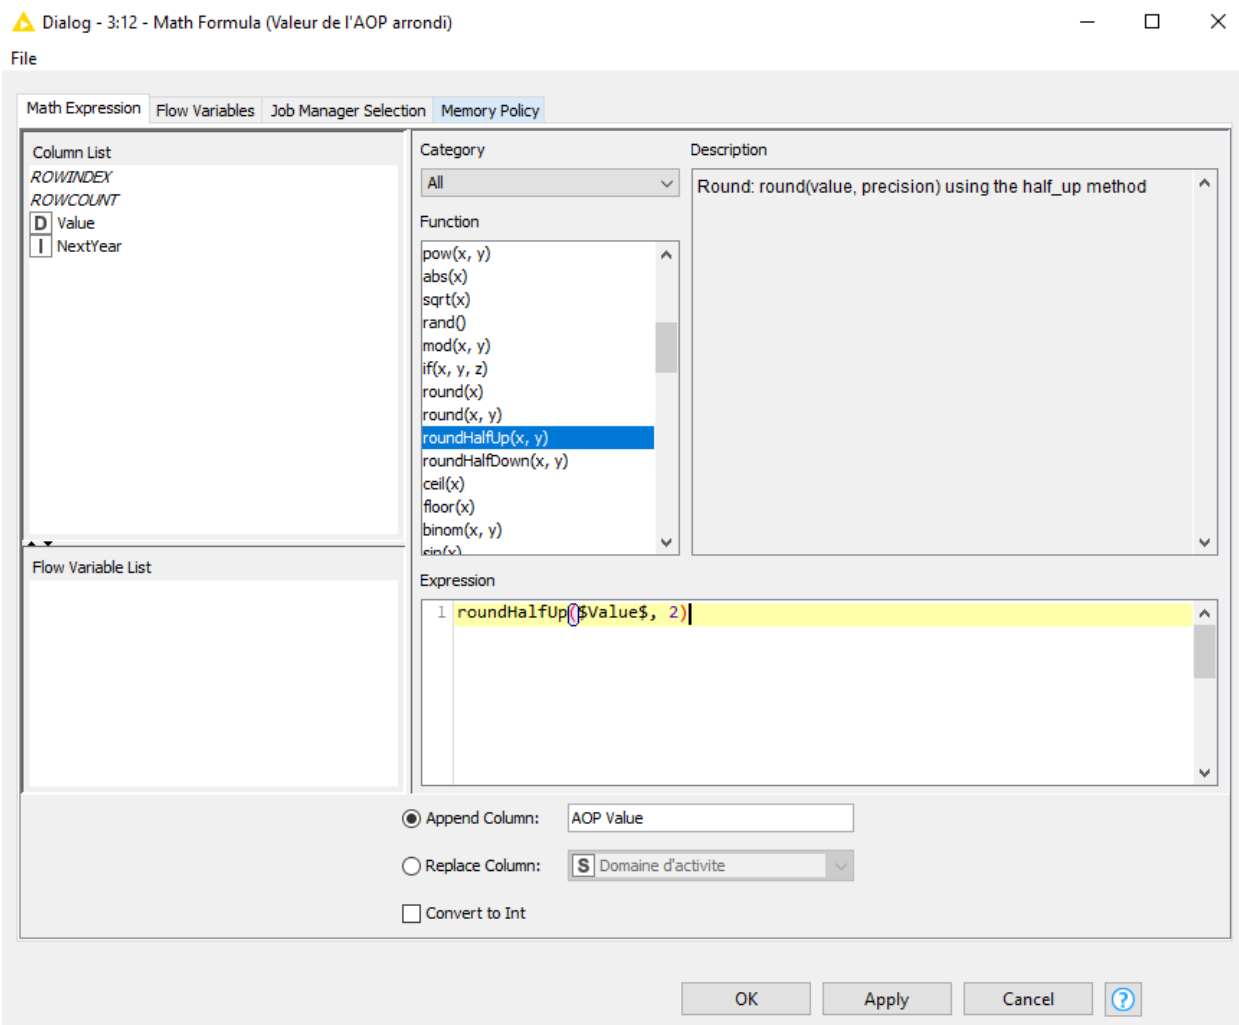 Dialog - 3:12 - Math Formula (Valeur de l'AOP arrondi)
File
Math Expression
Flow Variables
Job Manager Selection
Memory Policy
Column List
ROWINDEX
ROWCOUNT
D Value
I NextYear
Flow Variable List
Category
All
Function
pow(x, y)
abs(x)
sqrt(x)
rand()
mod(x, y)
if(x, y, z)
round(x)
round(x, y)
roundHalfUp(x, y)
roundHalfDown(x, y)
ceil(x)
floor(x)
binom(x, y)
sin(x)
Description
Round: round(value, precision) using the half_up method
Expression
1 roundHalfUp($Value$, 2)
Append Column: AOP Value
Replace Column: S Domaine d'activite
Convert to Int
OK
Apply
Cancel
?